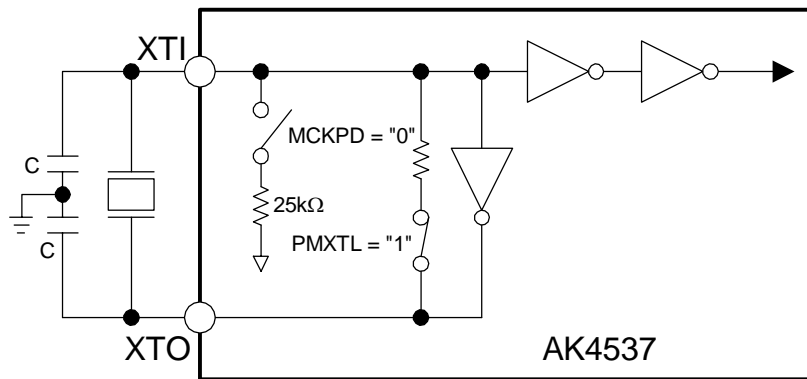 XTI
MCKPD = "0"
C
25kΩ
PMXTL = "1"
C
XTO
AK4537